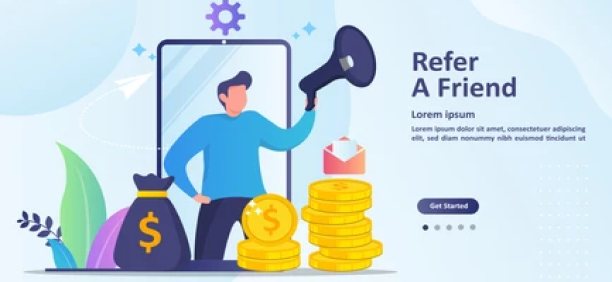 Refer
A Friend
Lorem ipsum
Lorem ipsum dolor sit amet, consectetuer adipiscing
elit, sed diam nonummy nibh euismod tincidunt ut
Get Started
$
$